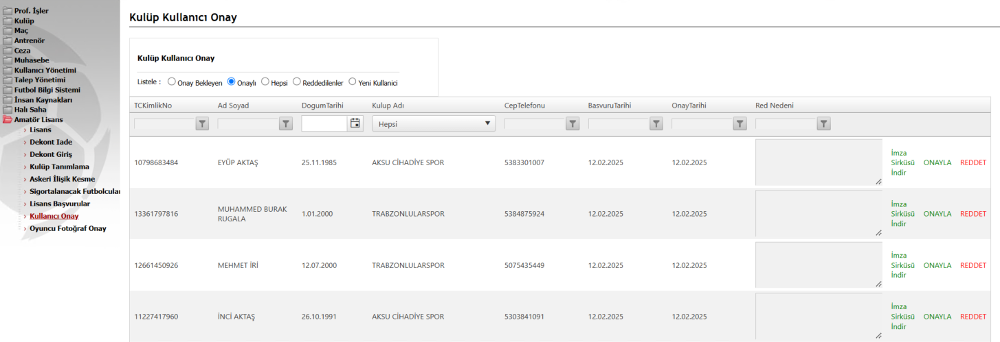 Prof. İşler
Kulüp
Maç
Antrenör
Ceza
Muhasebe
Kullanıcı Yönetimi
Talep Yönetimi
Futbol Bilgi Sistemi
İnsan Kaynakları
Halı Saha
Amatör Lisans
Lisans
Dekont Iade
Dekont Giriş
Kulüp Tanımlama
Askeri İlişik Kesme
Sigortalanacak Futbolcular
Lisans Başvurular
Kullanıcı Onay
Oyuncu Fotoğraf Onay
Kulüp Kullanıcı Onay
Kulüp Kullanıcı Onay
Listele : Onay Bekleyen Onaylı Hepsi Reddedilenler Yeni Kullanici
TCKimlikNo Ad Soyad DogumTarihi Kulup Adı CepTelefonu BasvuruTarihi OnayTarihi Red Nedeni
Hepsi
10798683484 EYÜP AKTAŞ 25.11.1985 AKSU CİHADİYE SPOR 5383301007 12.02.2025 12.02.2025 İmza Sirküsü İndir ONAYLA REDDET
13361797816 MUHAMMED BURAK RUGALA 1.01.2000 TRABZONLULARSPOR 5384875924 12.02.2025 12.02.2025 İmza Sirküsü İndir ONAYLA REDDET
12661450926 MEHMET İRİ 12.07.2000 TRABZONLULARSPOR 5075435449 12.02.2025 12.02.2025 İmza Sirküsü İndir ONAYLA REDDET
11227417960 İNCİ AKTAŞ 26.10.1991 AKSU CİHADİYE SPOR 5303841091 12.02.2025 12.02.2025 İmza Sirküsü İndir ONAYLA REDDET